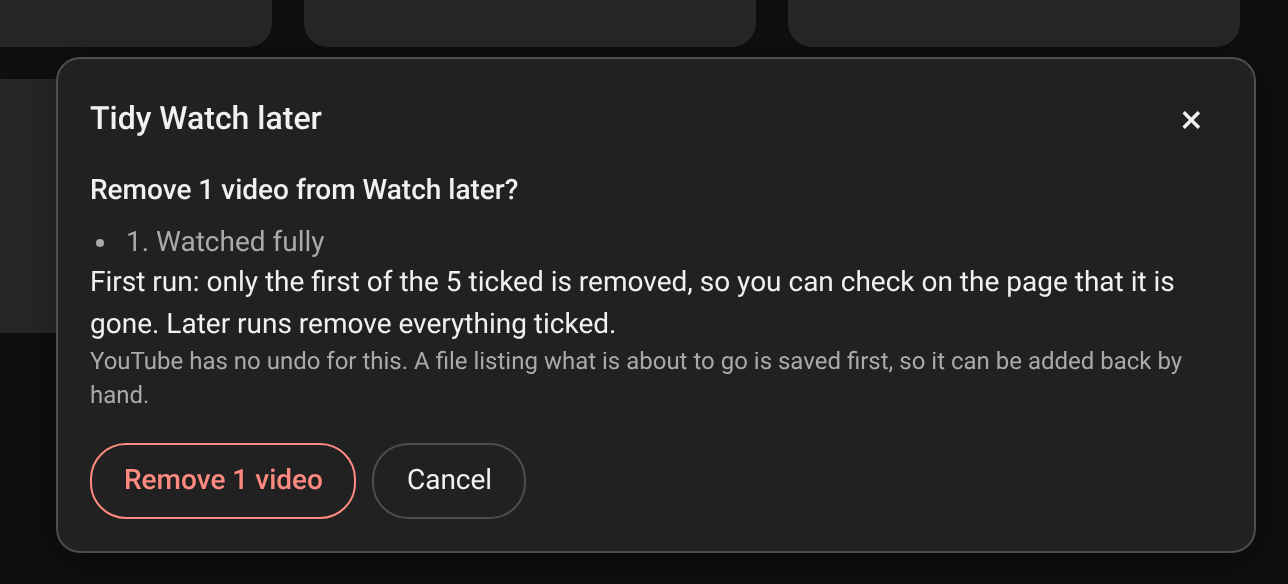 Tidy Watch later
Remove 1 video from Watch later?
• 1. Watched fully
First run: only the first of the 5 ticked is removed, so you can check on the page that it is
gone. Later runs remove everything ticked.
YouTube has no undo for this. A file listing what is about to go is saved first, so it can be added back by
hand.
Remove 1 video
Cancel